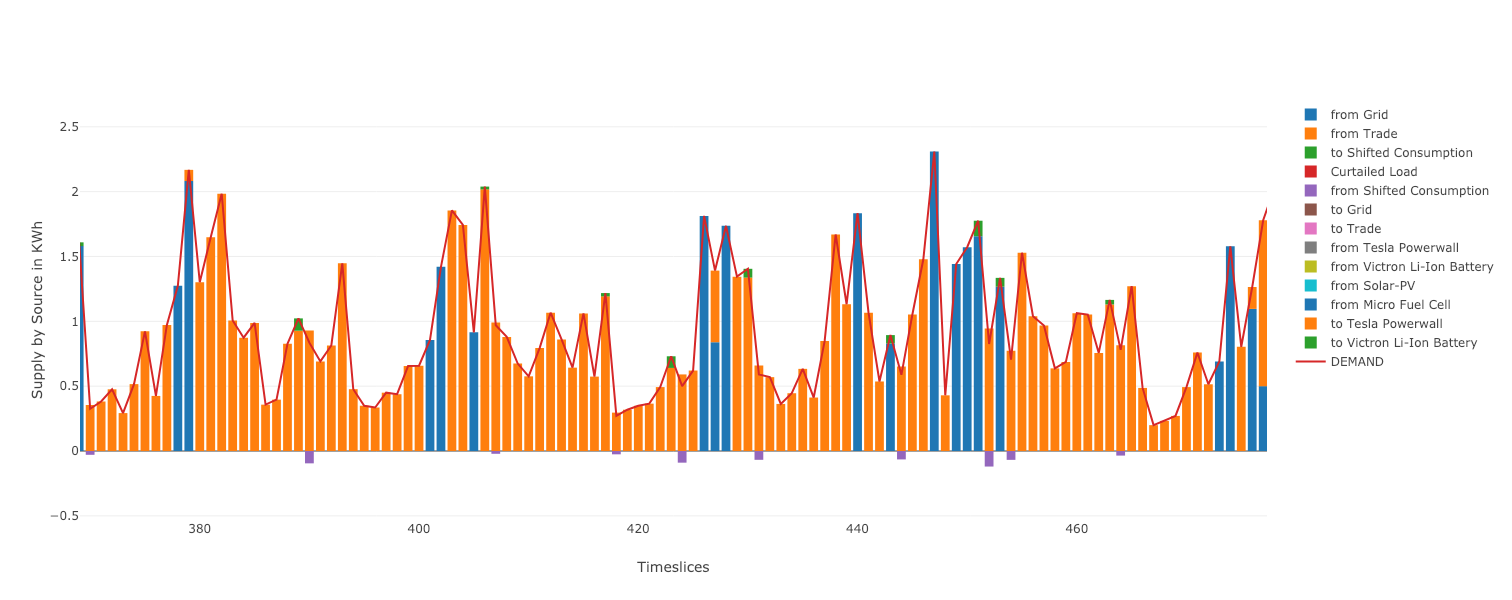 2.5
2
1.5
1
0.5
0
−0.5
Supply by Source in KWh
380
400
420
440
460
Timeslices
from Grid
from Trade
to Shifted Consumption
Curtailed Load
from Shifted Consumption
to Grid
to Trade
from Tesla Powerwall
from Victron Li-Ion Battery
from Solar-PV
from Micro Fuel Cell
to Tesla Powerwall
to Victron Li-Ion Battery
DEMAND